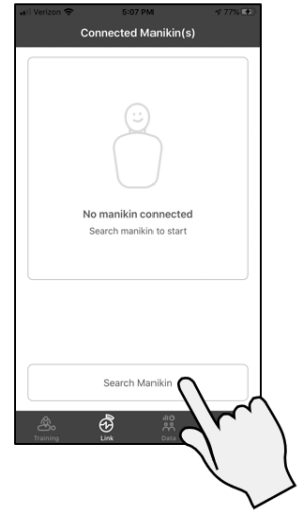 Verizon 5:07 PM 77%
Connected Manikin(s)
No manikin connected
Search manikin to start
Search Manikin
Training Link Data